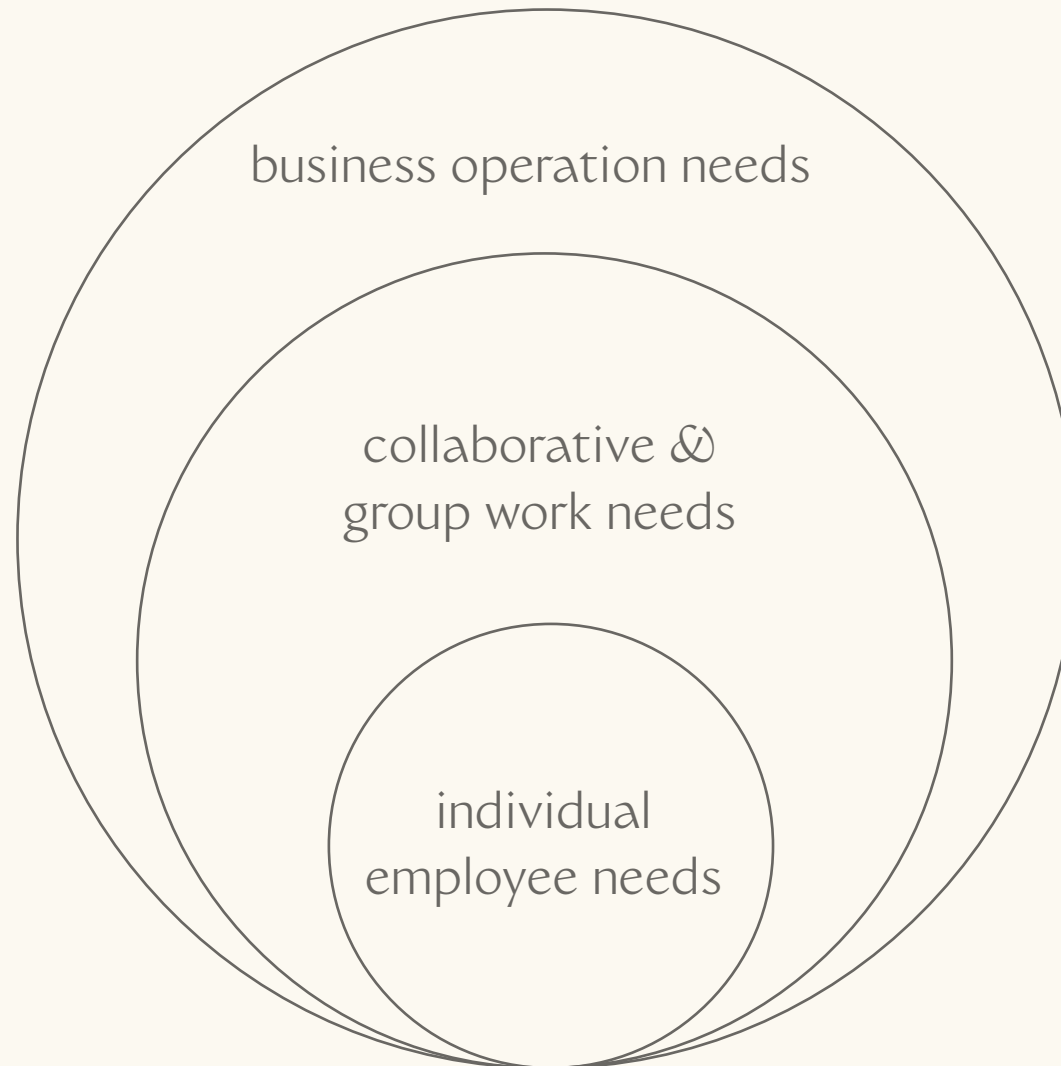 business operation needs
collaborative &
group work needs
individual
employee needs